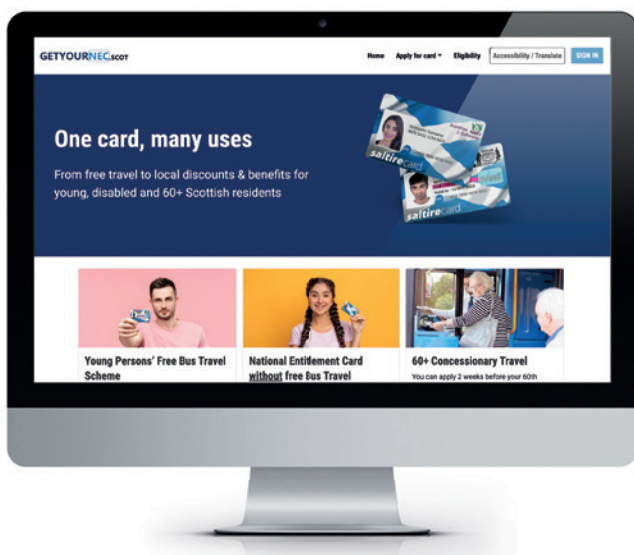 GETYOURNEC.SCOT
Home Apply for card Eligibility Accessibility / Translate SIGN IN
One card, many uses
From free travel to local discounts & benefits for
young, disabled and 60+ Scottish residents
saltirecard
saltirecard
Young Persons' Free Bus Travel
Scheme
National Entitlement Card
without free Bus Travel
60+ Concessionary Travel
You can apply 2 weeks before your 60th